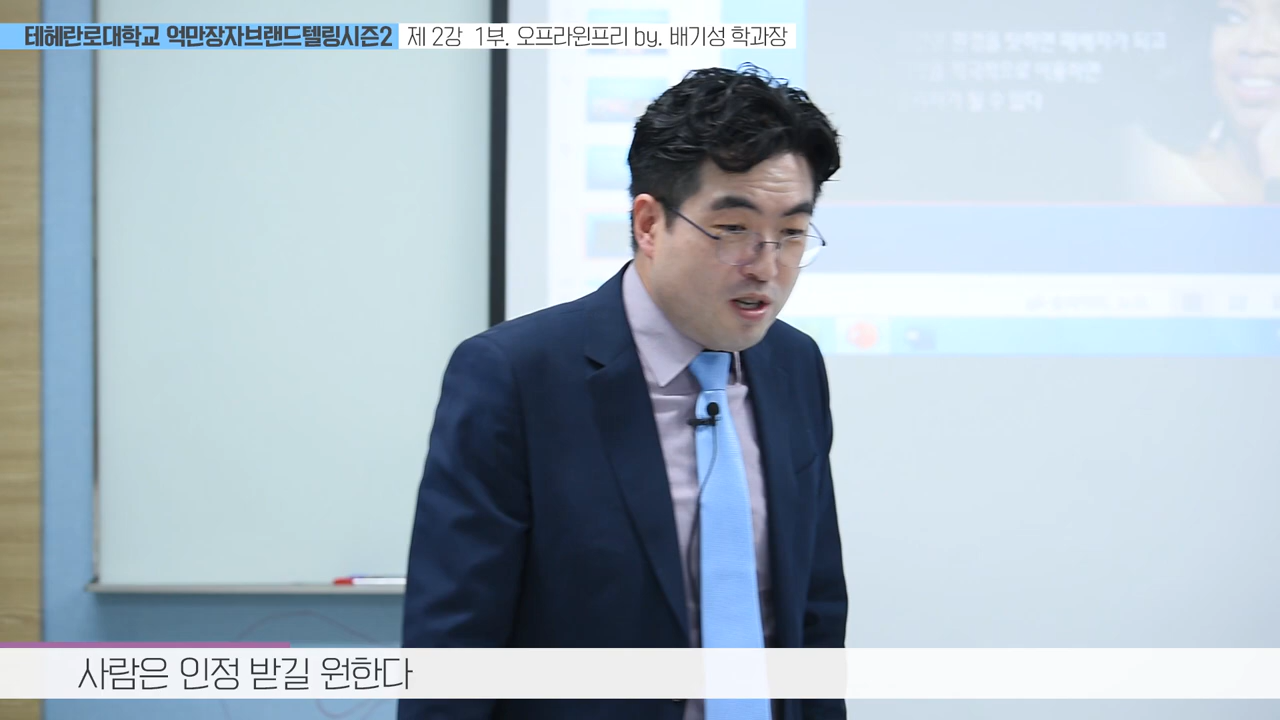 테헤란로대학교 억만장자브랜드텔링시즌2 제 2강 1부. 오프라윈프리 by. 배기성 학과장
사람은 인정 받길 원한다